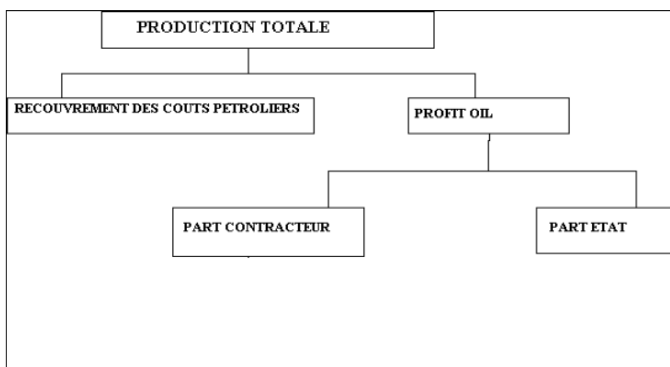 PRODUCTION TOTALE
RECOUVREMENT DES COUTS PETROLIERS
PROFIT OIL
PART CONTRACTEUR
PART ETAT